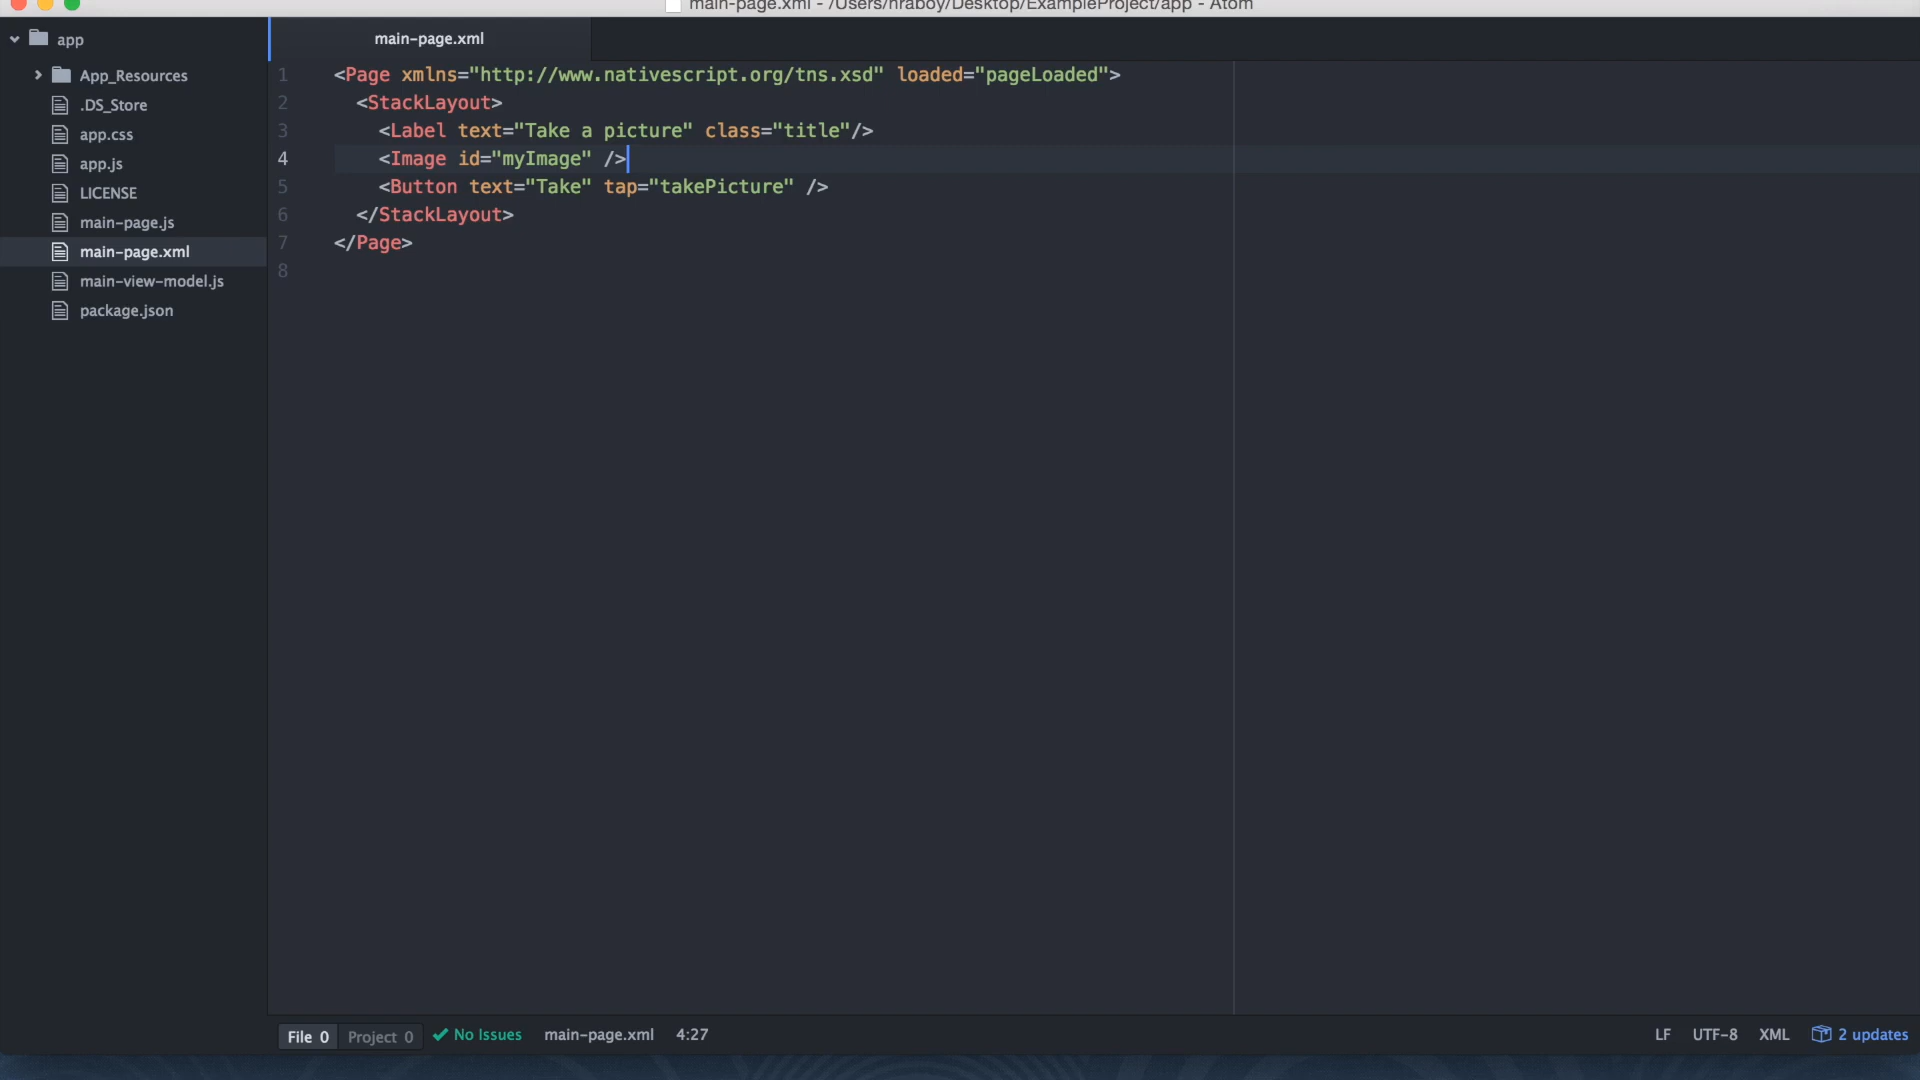 main-page.xml - /Users/nraboy/Desktop/ExampleProject/app - Atom
app
App_Resources
.DS_Store
app.css
app.js
LICENSE
main-page.js
main-page.xml
main-view-model.js
package.json
main-page.xml
1 <Page xmlns="http://www.nativescript.org/tns.xsd" loaded="pageLoaded">
2 <StackLayout>
3 <Label text="Take a picture" class="title"/>
4 <Image id="myImage" />
5 <Button text="Take" tap="takePicture" />
6 </StackLayout>
7 </Page>
8
File 0 Project 0 No Issues main-page.xml 4:27 LF UTF-8 XML 2 updates